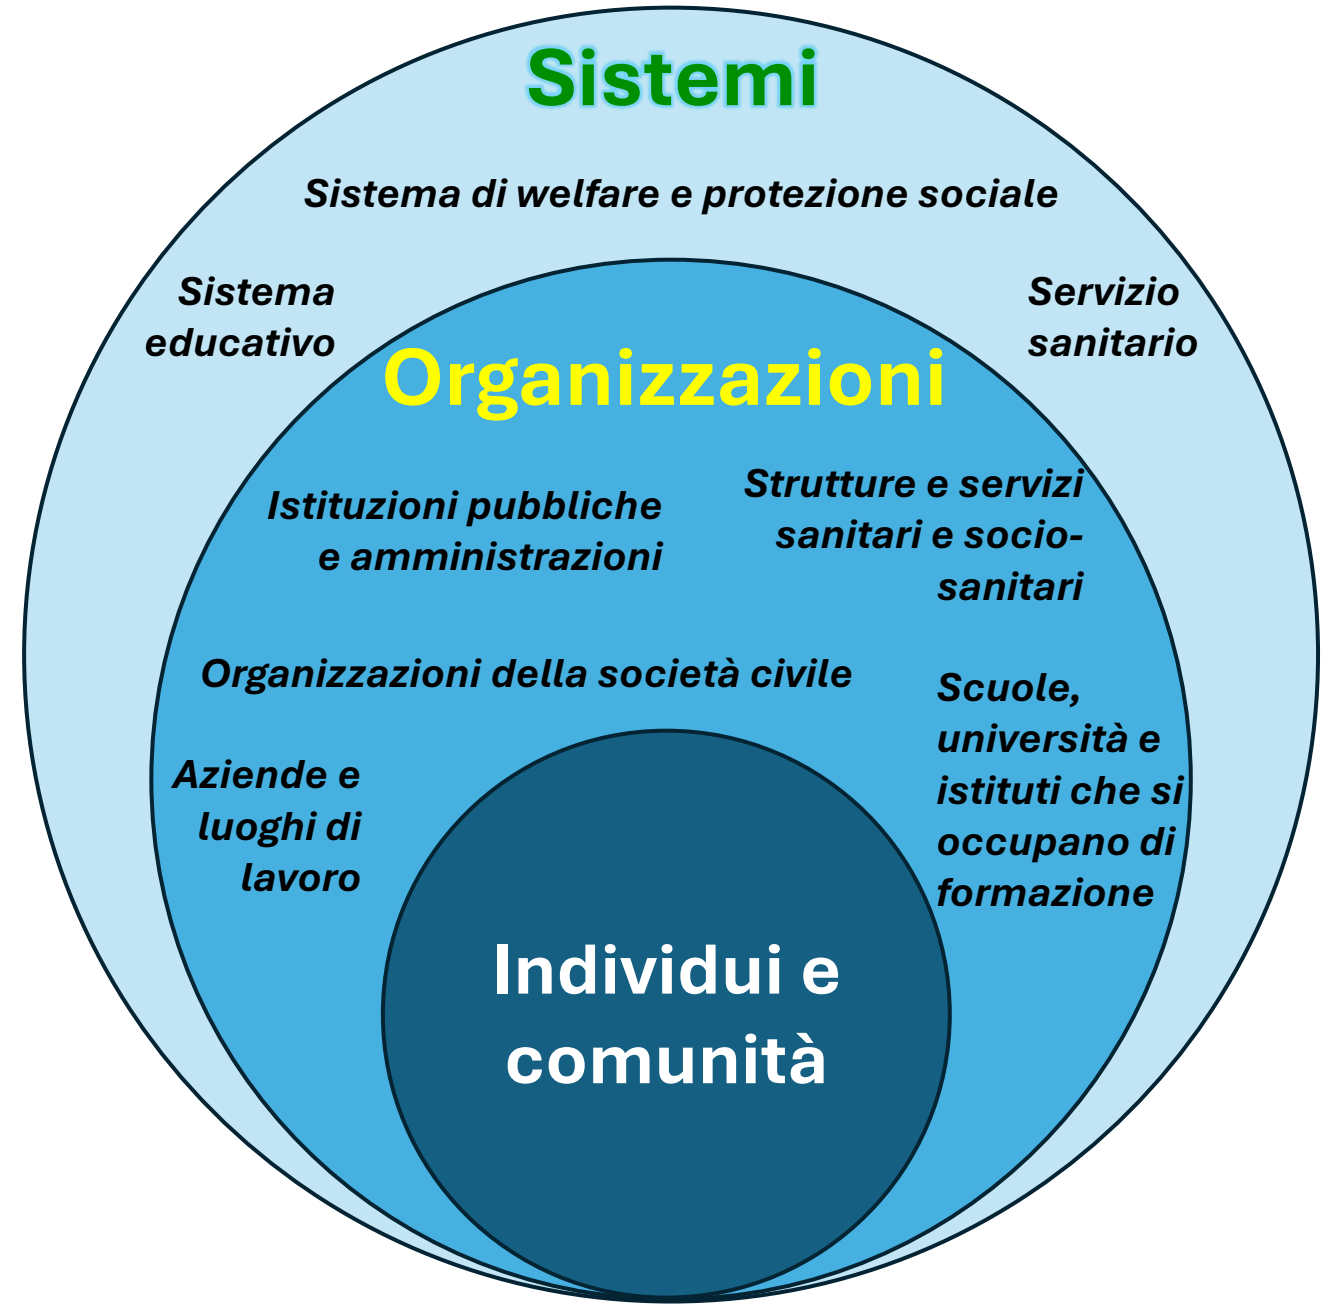 Sistemi
Sistema di welfare e protezione sociale
Sistema
educativo
Servizio
sanitario
Organizzazioni
Istituzioni pubbliche
e amministrazioni
Strutture e servizi
sanitari e socio-
sanitari
Organizzazioni della società civile
Scuole,
università e
istituti che si
occupano di
formazione
Aziende e
luoghi di
lavoro
Individui e
comunità